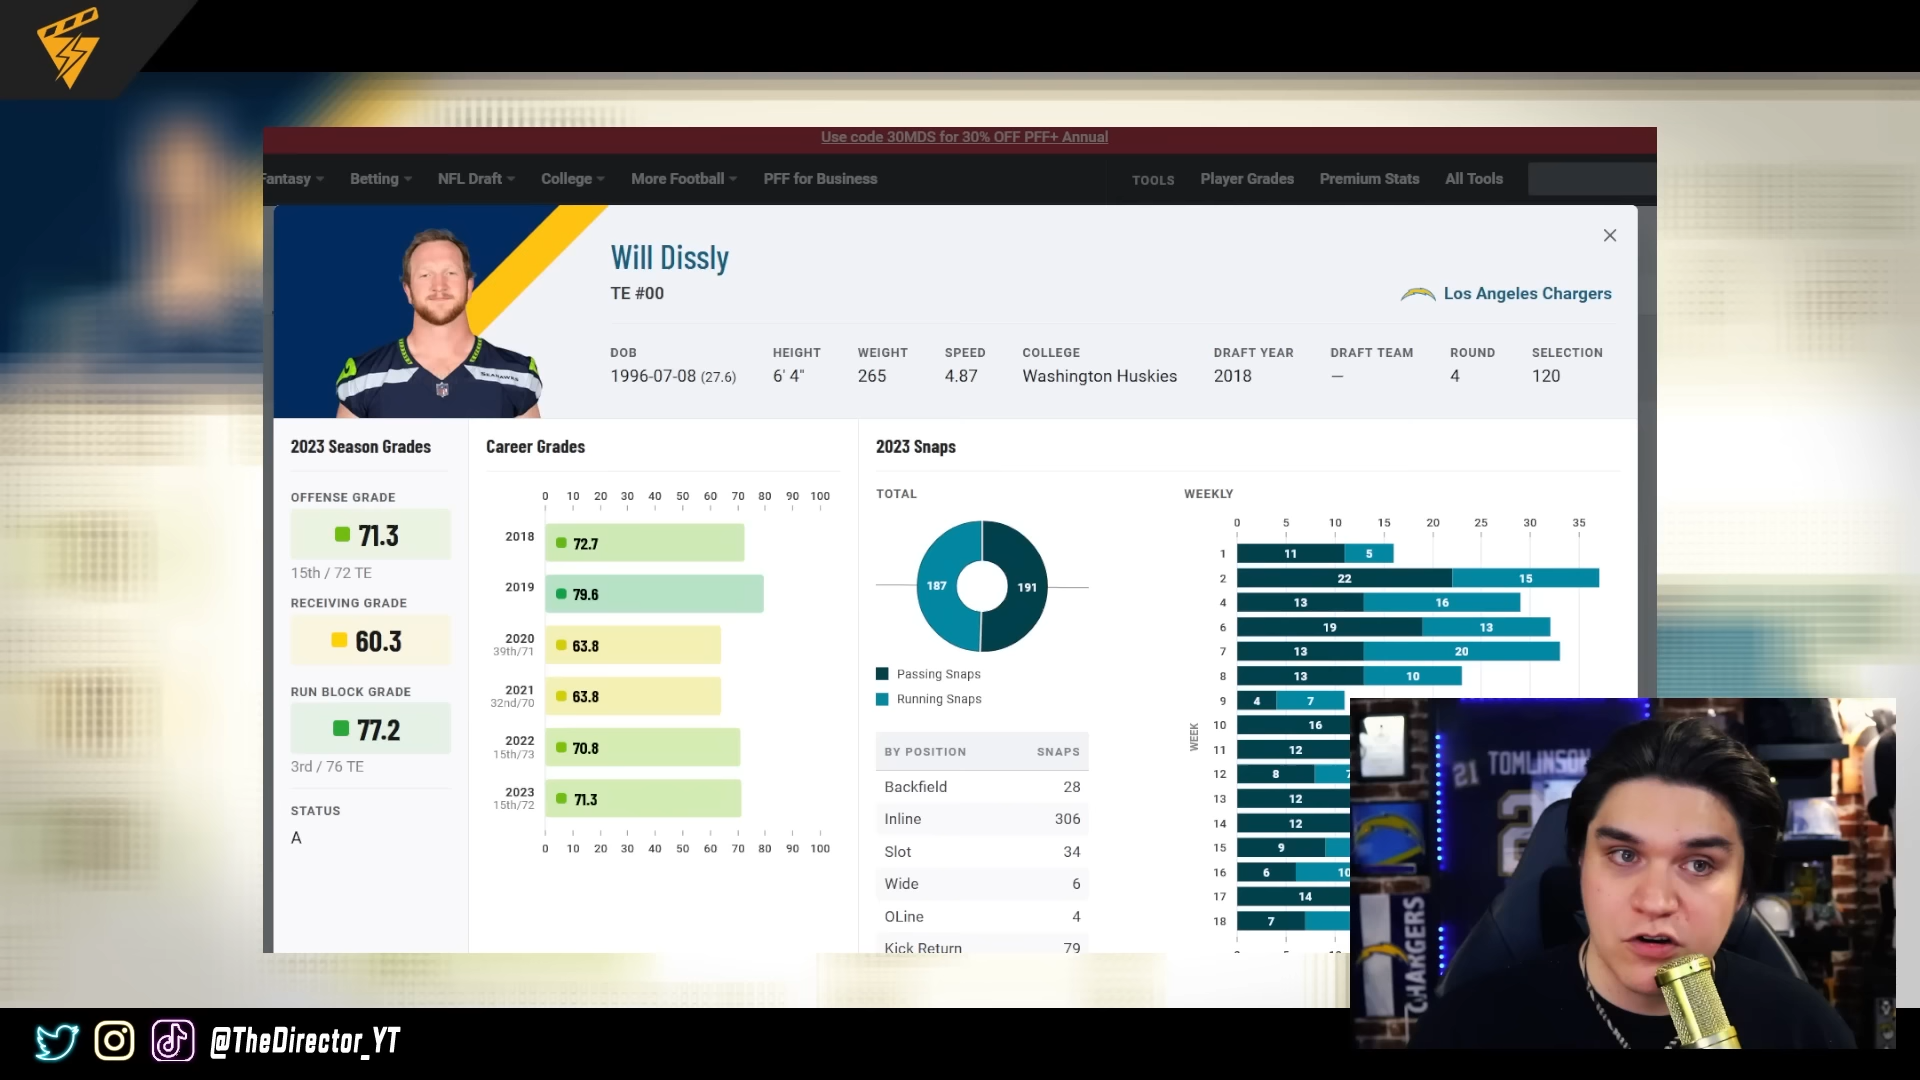 Use code 30MDS for 30% OFF PFF+ Annual
Fantasy Betting NFL Draft College More Football PFF for Business TOOLS Player Grades Premium Stats All Tools
Will Dissly
TE #00
Los Angeles Chargers
DOB HEIGHT WEIGHT SPEED COLLEGE DRAFT YEAR DRAFT TEAM ROUND SELECTION
1996-07-08 (27.6) 6' 4" 265 4.87 Washington Huskies 2018 — 4 120
SEAHAWKS
2023 Season Grades
OFFENSE GRADE
71.3
15th / 72 TE
RECEIVING GRADE
60.3
RUN BLOCK GRADE
77.2
3rd / 76 TE
STATUS
A
Career Grades
0 10 20 30 40 50 60 70 80 90 100
2018 72.7
2019 79.6
2020 63.8
39th/71
2021 63.8
32nd/70
2022 70.8
15th/73
2023 71.3
15th/72
0 10 20 30 40 50 60 70 80 90 100
2023 Snaps
TOTAL
187 191
Passing Snaps
Running Snaps
BY POSITION SNAPS
Backfield 28
Inline 306
Slot 34
Wide 6
OLine 4
Kick Return 79
WEEKLY
0 5 10 15 20 25 30 35
WEEK
1 11 5
2 22 15
4 13 16
6 19 13
7 13 20
8 13 10
9 4 7
10 16
11 12
12 8 7
13 12
14 12
15 9
16 6 10
17 14
18 7
21 TOMLINSON
2
CHARGERS
@TheDirector_YT